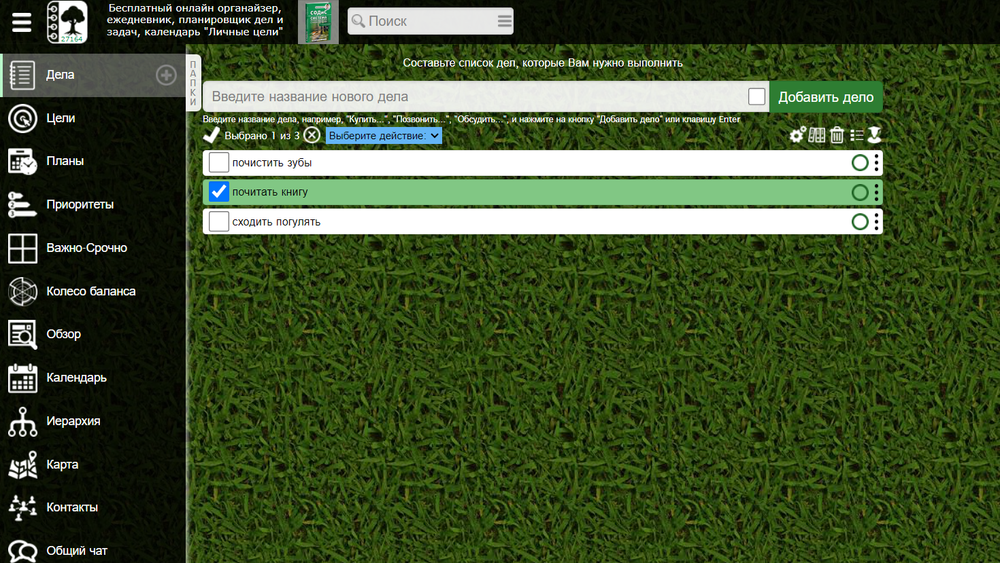 27164
Бесплатный онлайн органайзер,
ежедневник, планировщик дел и
задач, календарь "Личные цели"
СОДиС
СИСТЕМА
Поиск
Дела
Цели
Планы
Приоритеты
Важно-Срочно
Колесо баланса
Обзор
Календарь
Иерархия
Карта
Контакты
Общий чат
ПАПКИ
Составьте список дел, которые Вам нужно выполнить
Введите название нового дела
Добавить дело
Введите название дела, например, "Купить...", "Позвонить...", "Обсудить...", и нажмите на кнопку "Добавить дело" или клавишу Enter
Выбрано 1 из 3 Выберите действие:
почистить зубы
почитать книгу
сходить погулять